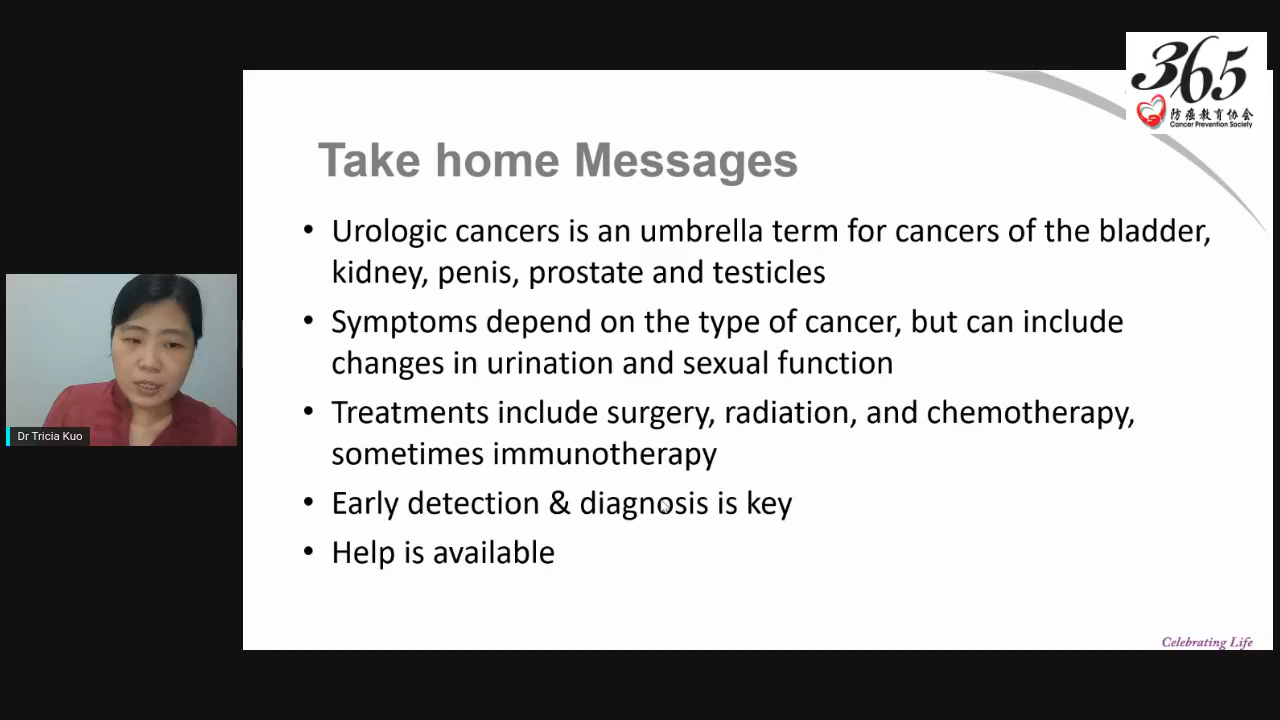 365
防癌教育协会
Cancer Prevention Society
Take home Messages
• Urologic cancers is an umbrella term for cancers of the bladder,
kidney, penis, prostate and testicles
• Symptoms depend on the type of cancer, but can include
changes in urination and sexual function
• Treatments include surgery, radiation, and chemotherapy,
sometimes immunotherapy
• Early detection & diagnosis is key
• Help is available
Dr Tricia Kuo
Celebrating Life